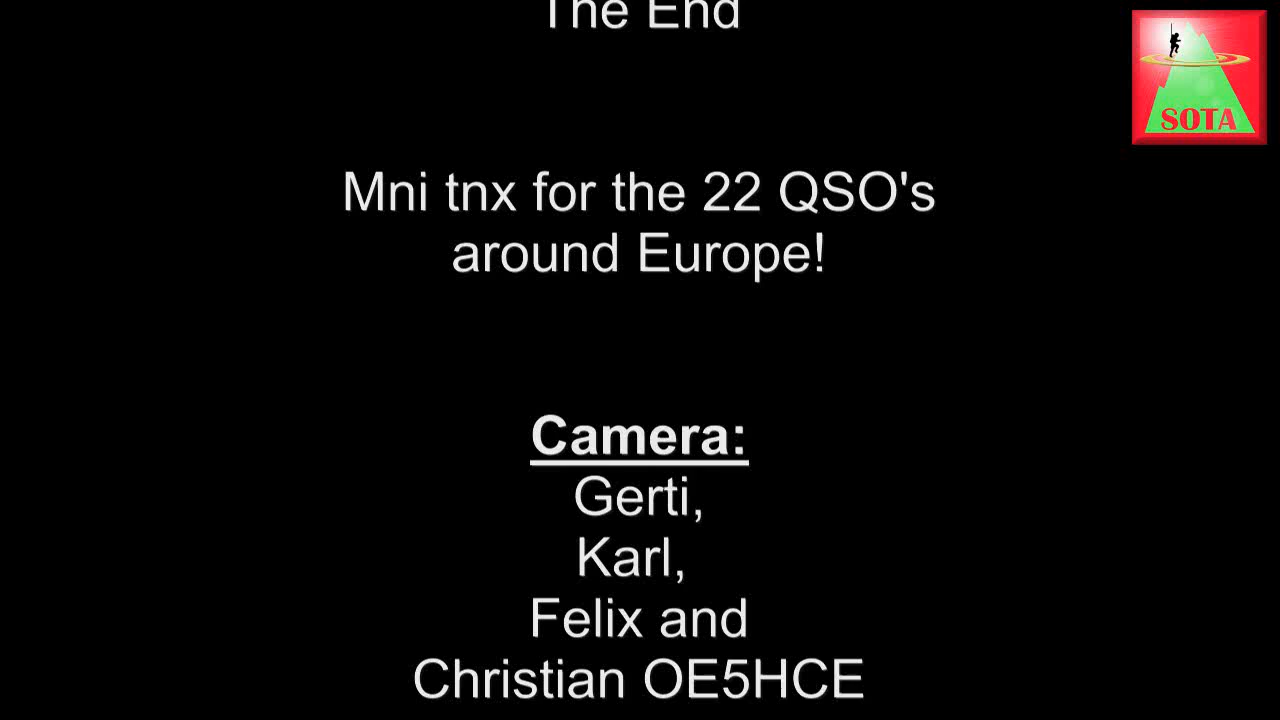 The End
SOTA
Mni tnx for the 22 QSO's
around Europe!
Camera:
Gerti,
Karl,
Felix and
Christian OE5HCE